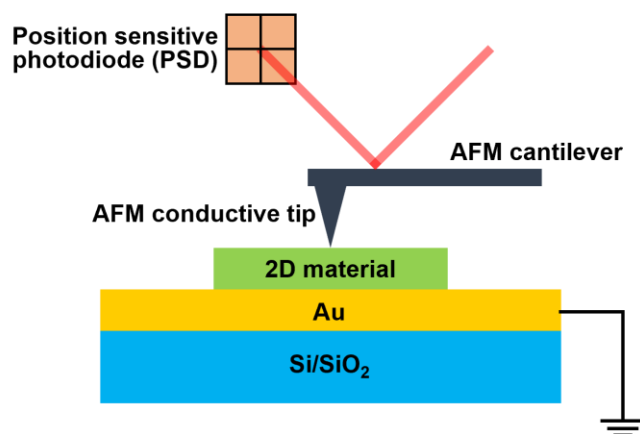 Position sensitive
photodiode (PSD)
AFM cantilever
AFM conductive tip
2D material
Au
Si/SiO₂